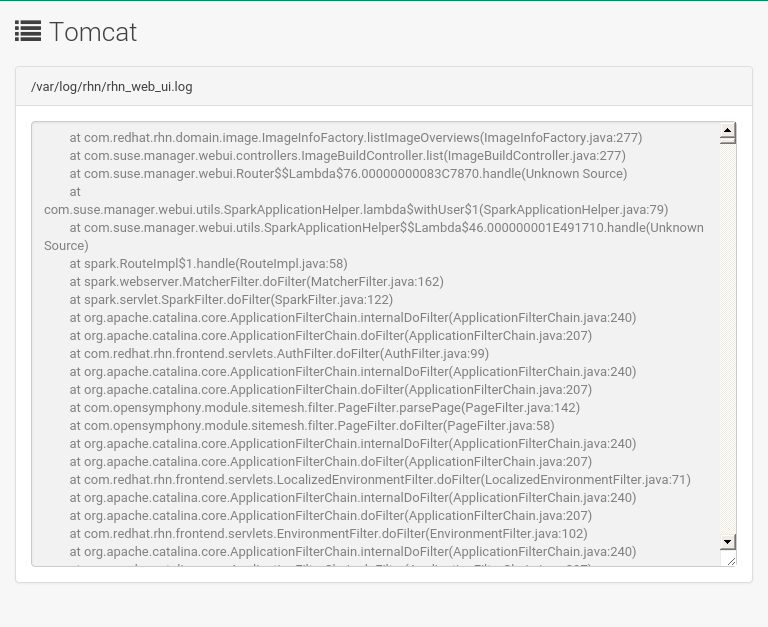 Tomcat
/var/log/rhn/rhn_web_ui.log
at com.redhat.rhn.domain.image.ImageInfoFactory.listImageOverviews(ImageInfoFactory.java:277)
at com.suse.manager.webui.controllers.ImageBuildController.list(ImageBuildController.java:277)
at com.suse.manager.webui.Router$$Lambda$76.00000000083C7870.handle(Unknown Source)
at
com.suse.manager.webui.utils.SparkApplicationHelper.lambda$withUser$1(SparkApplicationHelper.java:79)
at com.suse.manager.webui.utils.SparkApplicationHelper$$Lambda$46.000000001E491710.handle(Unknown
Source)
at spark.RouteImpl$1.handle(RouteImpl.java:58)
at spark.webserver.MatcherFilter.doFilter(MatcherFilter.java:162)
at spark.servlet.SparkFilter.doFilter(SparkFilter.java:122)
at org.apache.catalina.core.ApplicationFilterChain.internalDoFilter(ApplicationFilterChain.java:240)
at org.apache.catalina.core.ApplicationFilterChain.doFilter(ApplicationFilterChain.java:207)
at com.redhat.rhn.frontend.servlets.AuthFilter.doFilter(AuthFilter.java:99)
at org.apache.catalina.core.ApplicationFilterChain.internalDoFilter(ApplicationFilterChain.java:240)
at org.apache.catalina.core.ApplicationFilterChain.doFilter(ApplicationFilterChain.java:207)
at com.opensymphony.module.sitemesh.filter.PageFilter.parsePage(PageFilter.java:142)
at com.opensymphony.module.sitemesh.filter.PageFilter.doFilter(PageFilter.java:58)
at org.apache.catalina.core.ApplicationFilterChain.internalDoFilter(ApplicationFilterChain.java:240)
at org.apache.catalina.core.ApplicationFilterChain.doFilter(ApplicationFilterChain.java:207)
at com.redhat.rhn.frontend.servlets.LocalizedEnvironmentFilter.doFilter(LocalizedEnvironmentFilter.java:71)
at org.apache.catalina.core.ApplicationFilterChain.internalDoFilter(ApplicationFilterChain.java:240)
at org.apache.catalina.core.ApplicationFilterChain.doFilter(ApplicationFilterChain.java:207)
at com.redhat.rhn.frontend.servlets.EnvironmentFilter.doFilter(EnvironmentFilter.java:102)
at org.apache.catalina.core.ApplicationFilterChain.internalDoFilter(ApplicationFilterChain.java:240)